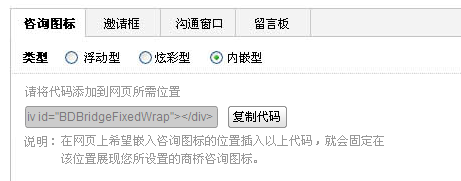 咨询图标 邀请框 沟通窗口 留言板
类型 浮动型 炫彩型 内嵌型
请将代码添加到网页所需位置
iv id="BDBridgeFixedWrap"></div> 复制代码
说明：在网页上希望嵌入咨询图标的位置插入以上代码，就会固定在
该位置展现您所设置的商桥咨询图标。